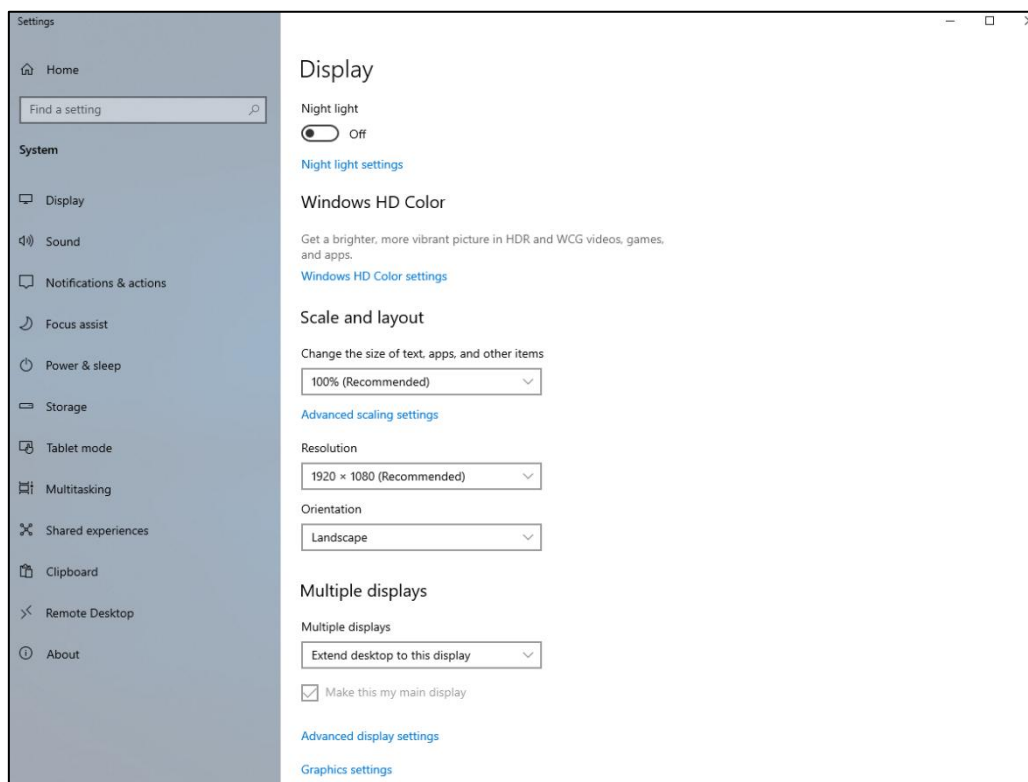 Settings
Home
Find a setting
System
Display
Sound
Notifications & actions
Focus assist
Power & sleep
Storage
Tablet mode
Multitasking
Shared experiences
Clipboard
Remote Desktop
About
Display
Night light
Off
Night light settings
Windows HD Color
Get a brighter, more vibrant picture in HDR and WCG videos, games,
and apps.
Windows HD Color settings
Scale and layout
Change the size of text, apps, and other items
100% (Recommended)
Advanced scaling settings
Resolution
1920 × 1080 (Recommended)
Orientation
Landscape
Multiple displays
Multiple displays
Extend desktop to this display
Make this my main display
Advanced display settings
Graphics settings